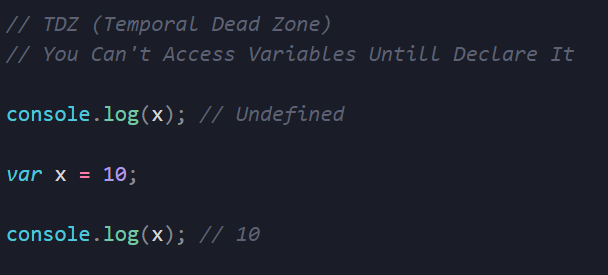 // TDZ (Temporal Dead Zone)
// You Can't Access Variables Untill Declare It
console.log(x); // Undefined
var x = 10;
console.log(x); // 10